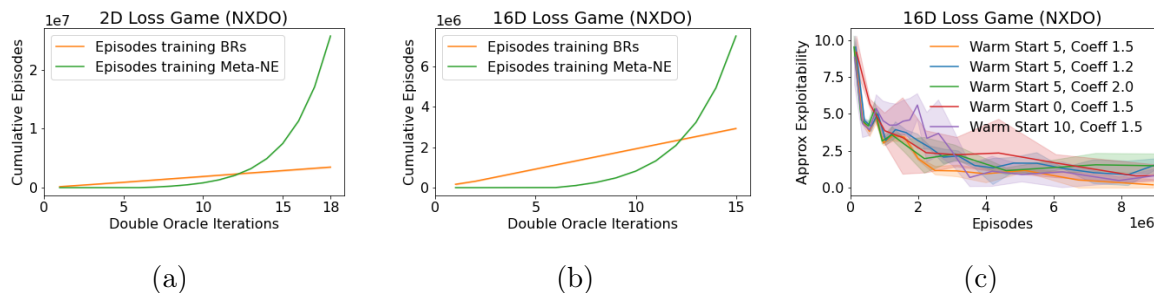 2D Loss Game (NXDO)
1e7
Cumulative Episodes
2
1
0
Episodes training BRs
Episodes training Meta-NE
0 5 10 15 18
Double Oracle Iterations
(a)
16D Loss Game (NXDO)
1e6
Cumulative Episodes
6
4
2
0
Episodes training BRs
Episodes training Meta-NE
0 5 10 15
Double Oracle Iterations
(b)
16D Loss Game (NXDO)
Approx Exploitability
10.0
7.5
5.0
2.5
0.0
Warm Start 5, Coeff 1.5
Warm Start 5, Coeff 1.2
Warm Start 5, Coeff 2.0
Warm Start 0, Coeff 1.5
Warm Start 10, Coeff 1.5
0 2 4 6 8
Episodes
1e6
(c)